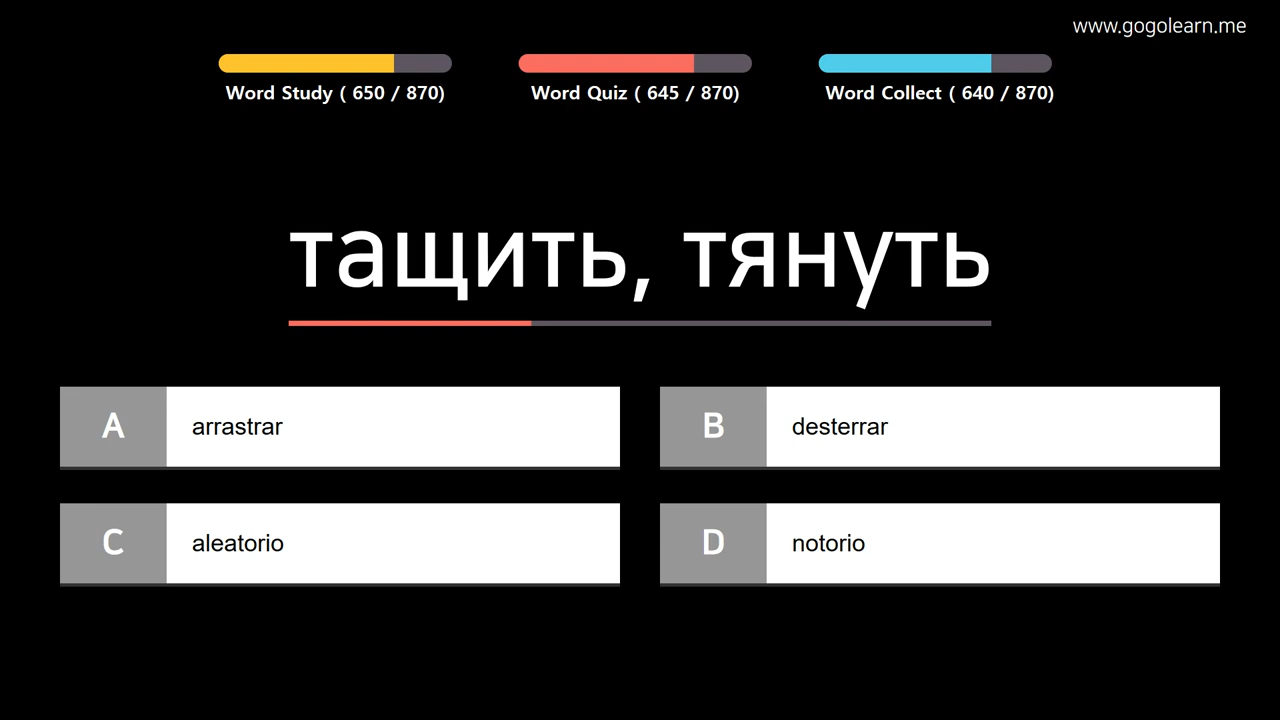 www.gogolearn.me
Word Study ( 650 / 870)
Word Quiz ( 645 / 870)
Word Collect ( 640 / 870)
тащить, тянуть
A arrastrar
B desterrar
C aleatorio
D notorio